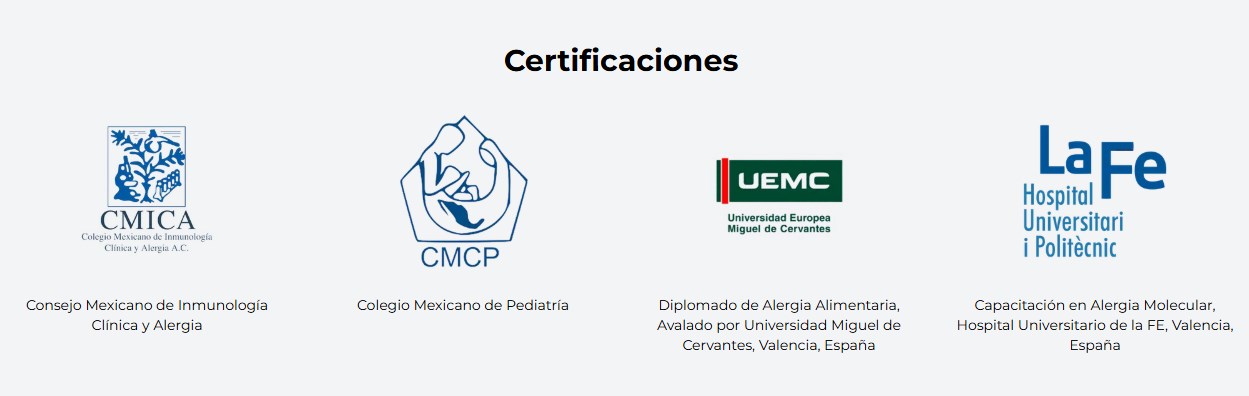 Certificaciones
CMICA
Colegio Mexicano de Inmunología
Clínica y Alergia A.C.
Consejo Mexicano de Inmunología
Clínica y Alergia
CMCP
Colegio Mexicano de Pediatría
UEMC
Universidad Europea
Miguel de Cervantes
Diplomado de Alergia Alimentaria,
Avalado por Universidad Miguel de
Cervantes, Valencia, España
La Fe
Hospital
Universitari
i Politècnic
Capacitación en Alergia Molecular,
Hospital Universitario de la FE, Valencia,
España